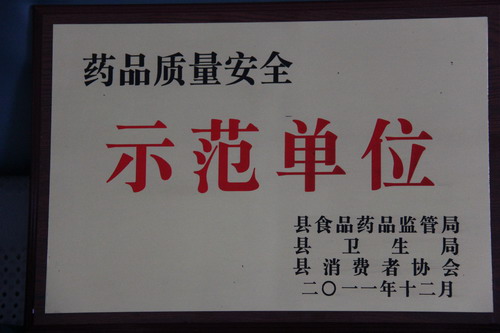 药品质量安全
示范单位
县食品药品监管局
县卫生局
县消费者协会
二〇一一年十二月